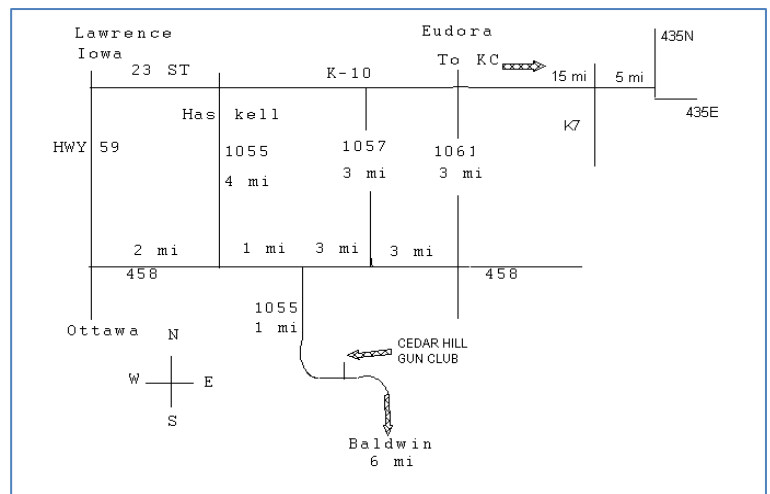 Lawrence
Iowa
Eudora
To KC
435N
23 ST
K-10
15 mi
5 mi
435E
Has kell
K7
HWY 59
1055
4 mi
1057
3 mi
1061
3 mi
2 mi
1 mi
3 mi
3 mi
458
458
1055
1 mi
Ottawa
CEDAR HILL
GUN CLUB
N
W
E
S
Baldwin
6 mi